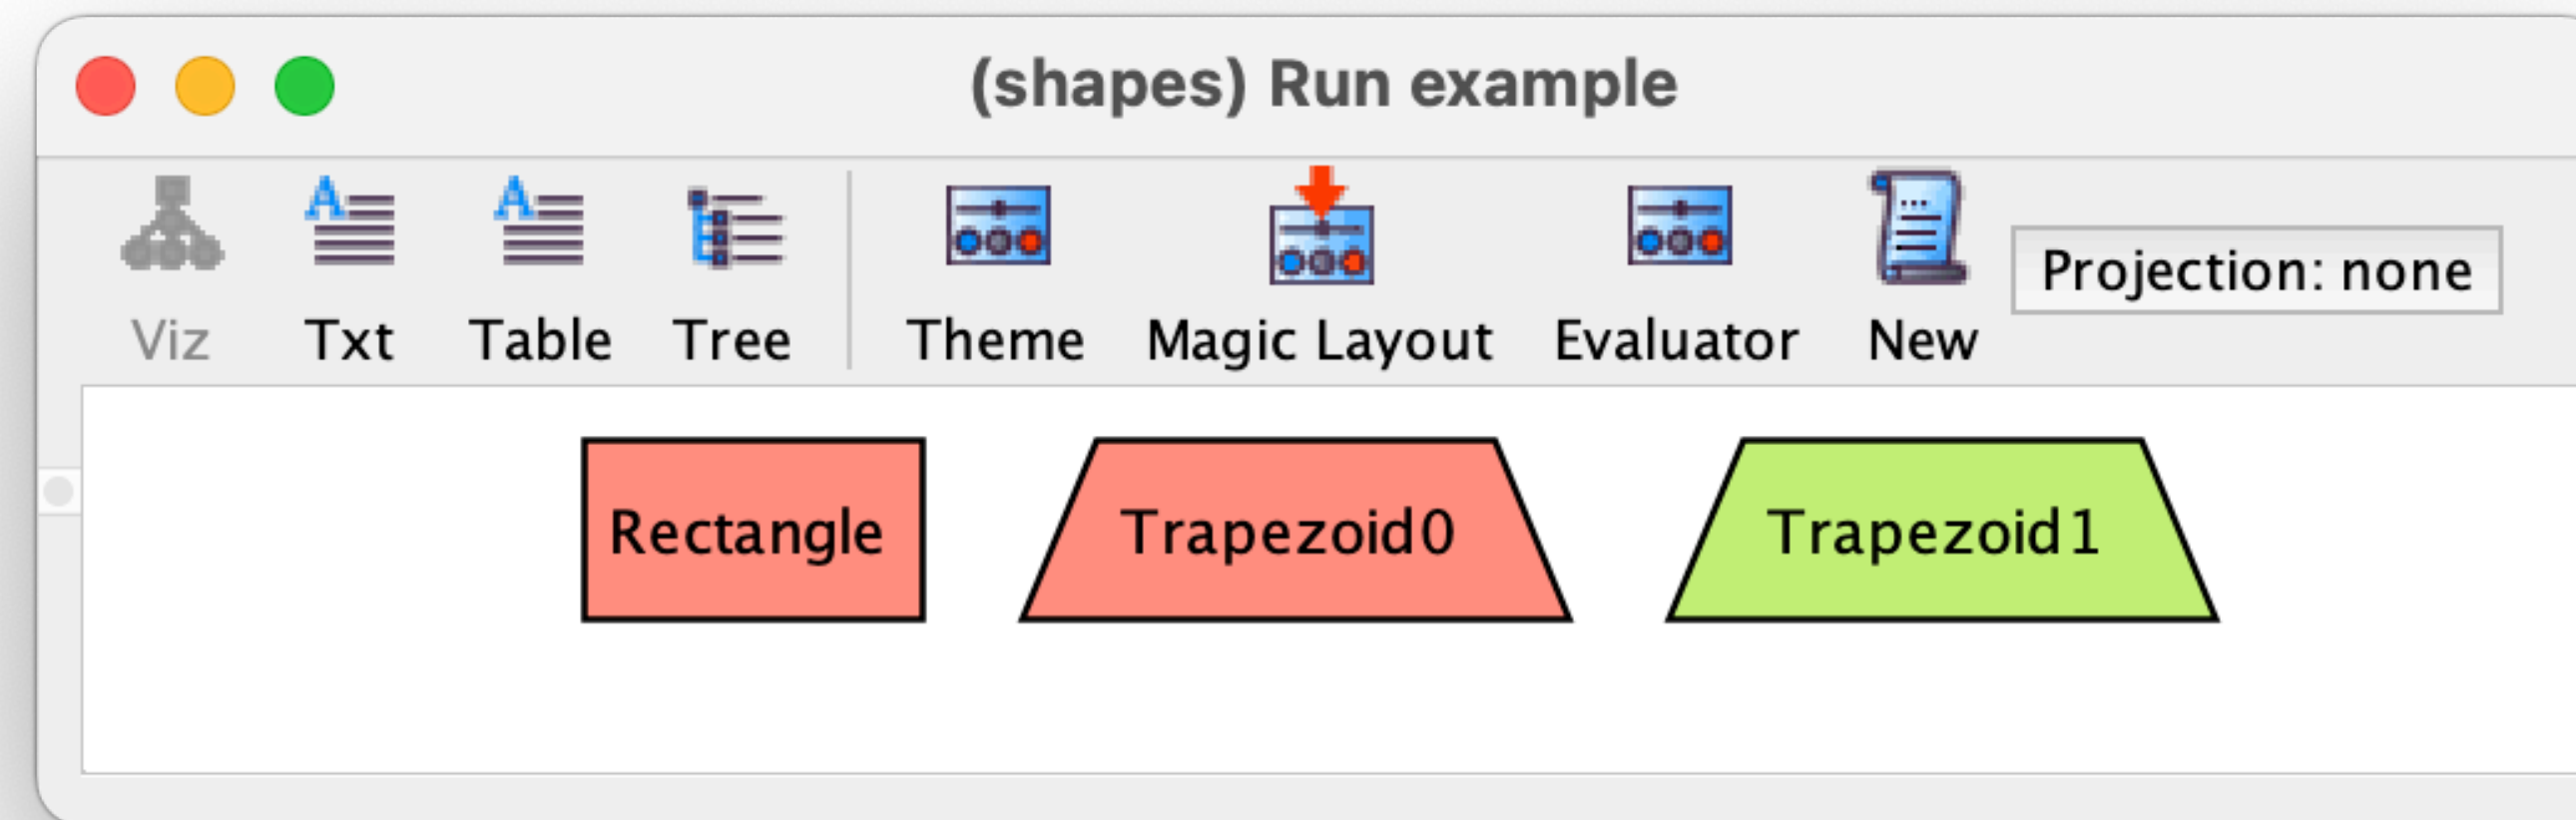 (shapes) Run example
Viz Txt Table Tree Theme Magic Layout Evaluator New Projection: none
Rectangle Trapezoid0 Trapezoid1